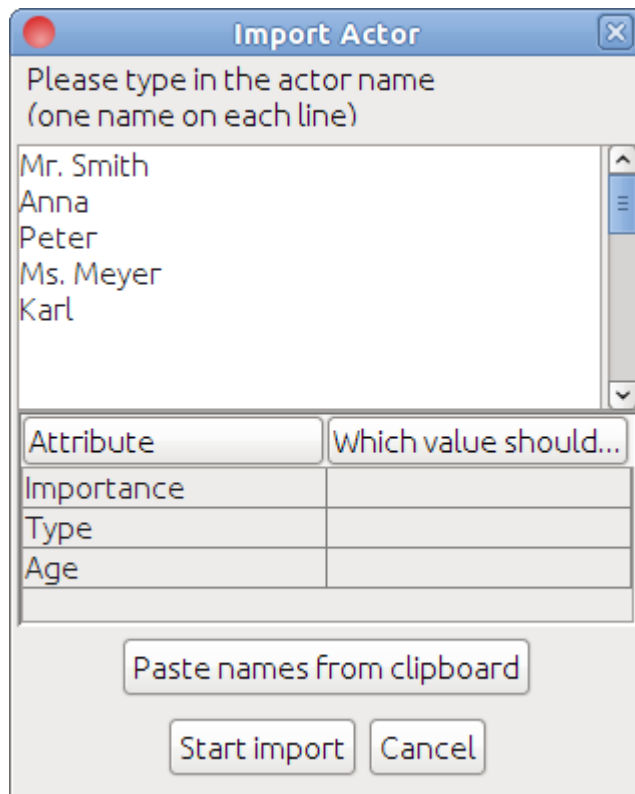 Import Actor
Please type in the actor name
(one name on each line)
Mr. Smith
Anna
Peter
Ms. Meyer
Karl
Attribute Which value should...
Importance
Type
Age
Paste names from clipboard
Start import Cancel